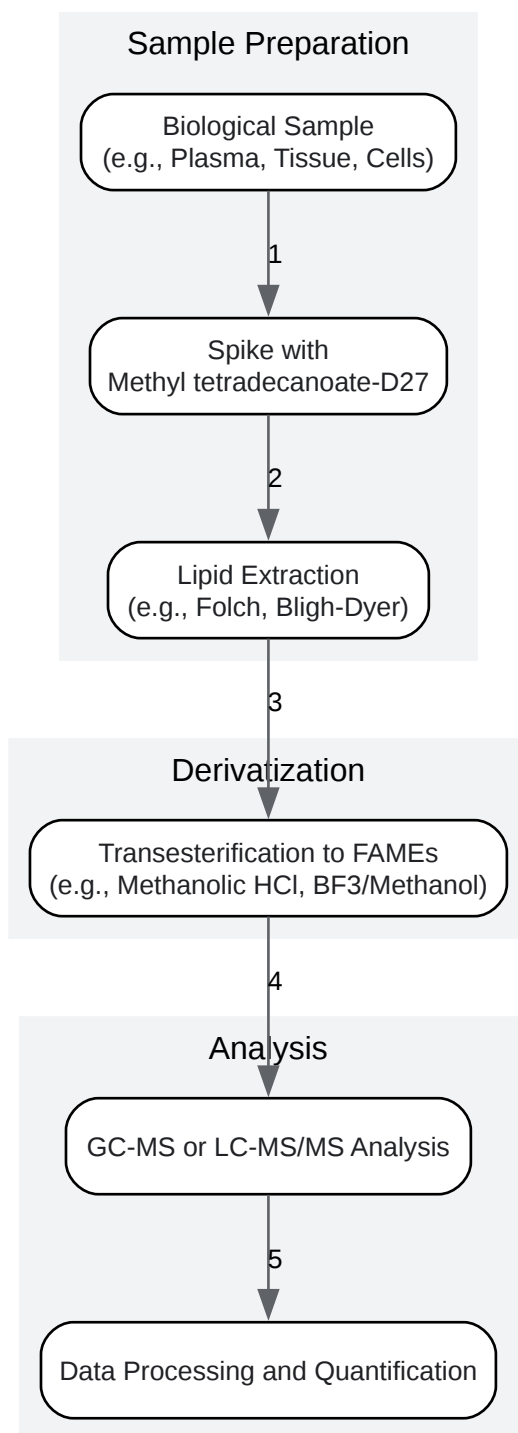 Sample Preparation
Biological Sample
(e.g., Plasma, Tissue, Cells)
1
Spike with
Methyl tetradecanoate-D27
2
Lipid Extraction
(e.g., Folch, Bligh-Dyer)
3
Derivatization
Transesterification to FAMEs
(e.g., Methanolic HCl, BF3/Methanol)
4
Analysis
GC-MS or LC-MS/MS Analysis
5
Data Processing and Quantification